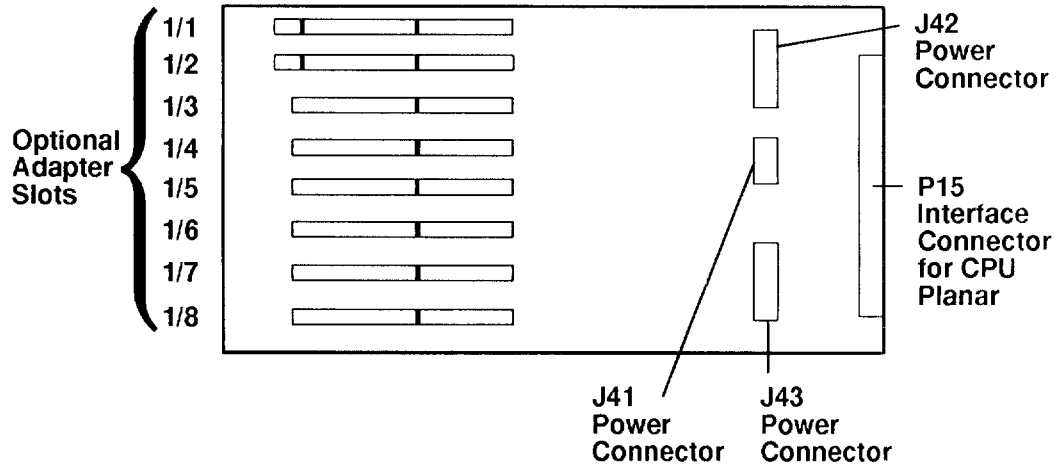 1/1
1/2
1/3
1/4
1/5
1/6
1/7
1/8
Optional
Adapter
Slots
J42
Power
Connector
P15
Interface
Connector
for CPU
Planar
J41
Power
Connector
J43
Power
Connector